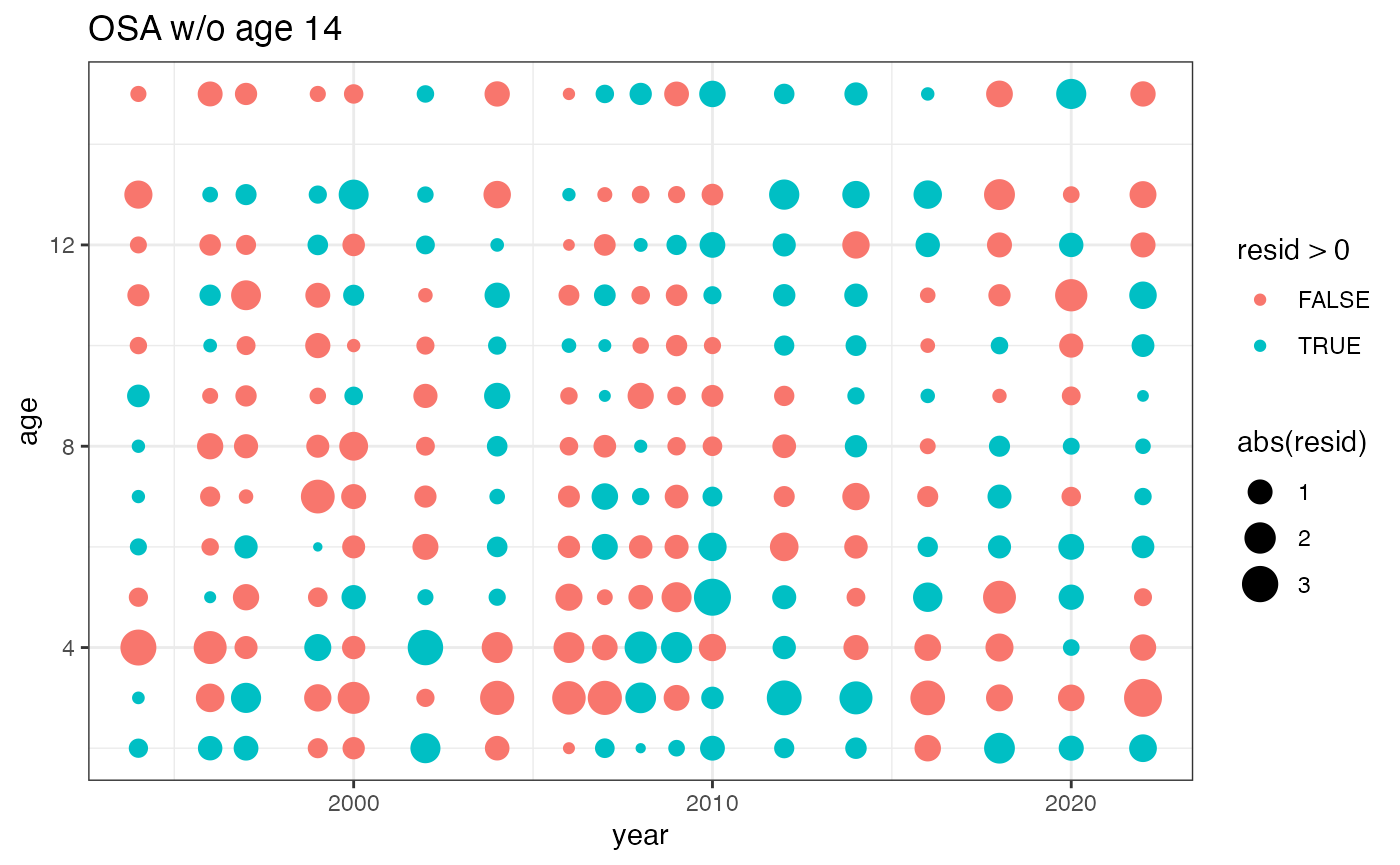 OSA w/o age 14
age
12
8
4
2000
2010
2020
year
resid > 0
FALSE
TRUE
abs(resid)
1
2
3